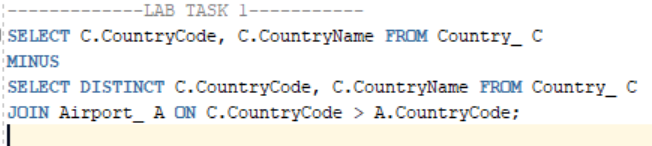 -------------LAB TASK 1-----------
SELECT C.CountryCode, C.CountryName FROM Country_ C
MINUS
SELECT DISTINCT C.CountryCode, C.CountryName FROM Country_ C
JOIN Airport_ A ON C.CountryCode > A.CountryCode;